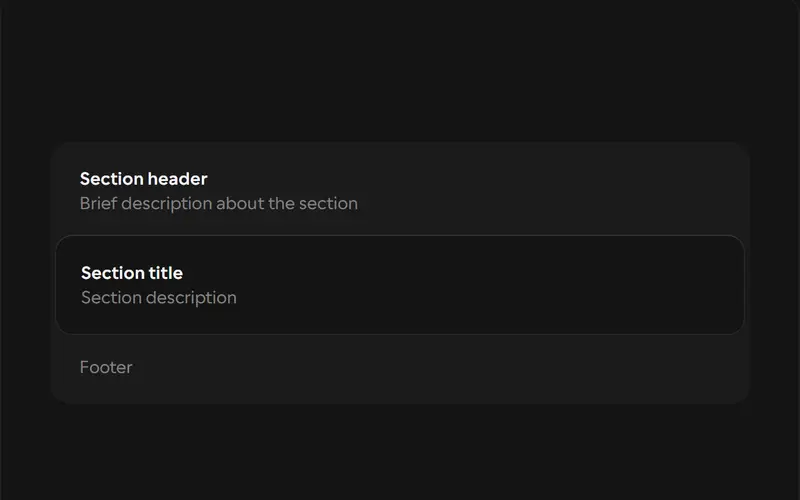 Section header
Brief description about the section
Section title
Section description
Footer